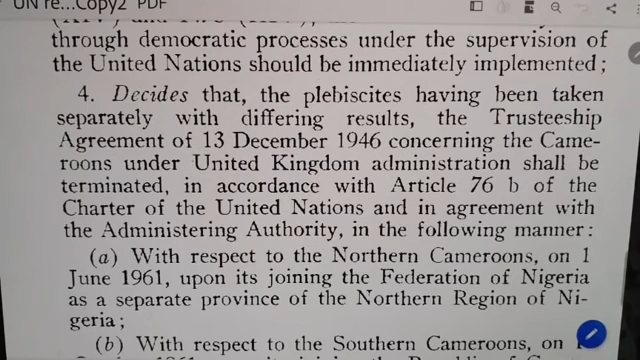 UN re...Copy2 PDF
through democratic processes under the supervision of
the United Nations should be immediately implemented;
4. Decides that, the plebiscites having been taken
separately with differing results, the Trusteeship
Agreement of 13 December 1946 concerning the Came-
roons under United Kingdom administration shall be
terminated, in accordance with Article 76 b of the
Charter of the United Nations and in agreement with
the Administering Authority, in the following manner:
(a) With respect to the Northern Cameroons, on 1
June 1961, upon its joining the Federation of Nigeria
as a separate province of the Northern Region of Ni-
geria;
(b) With respect to the Southern Cameroons, on